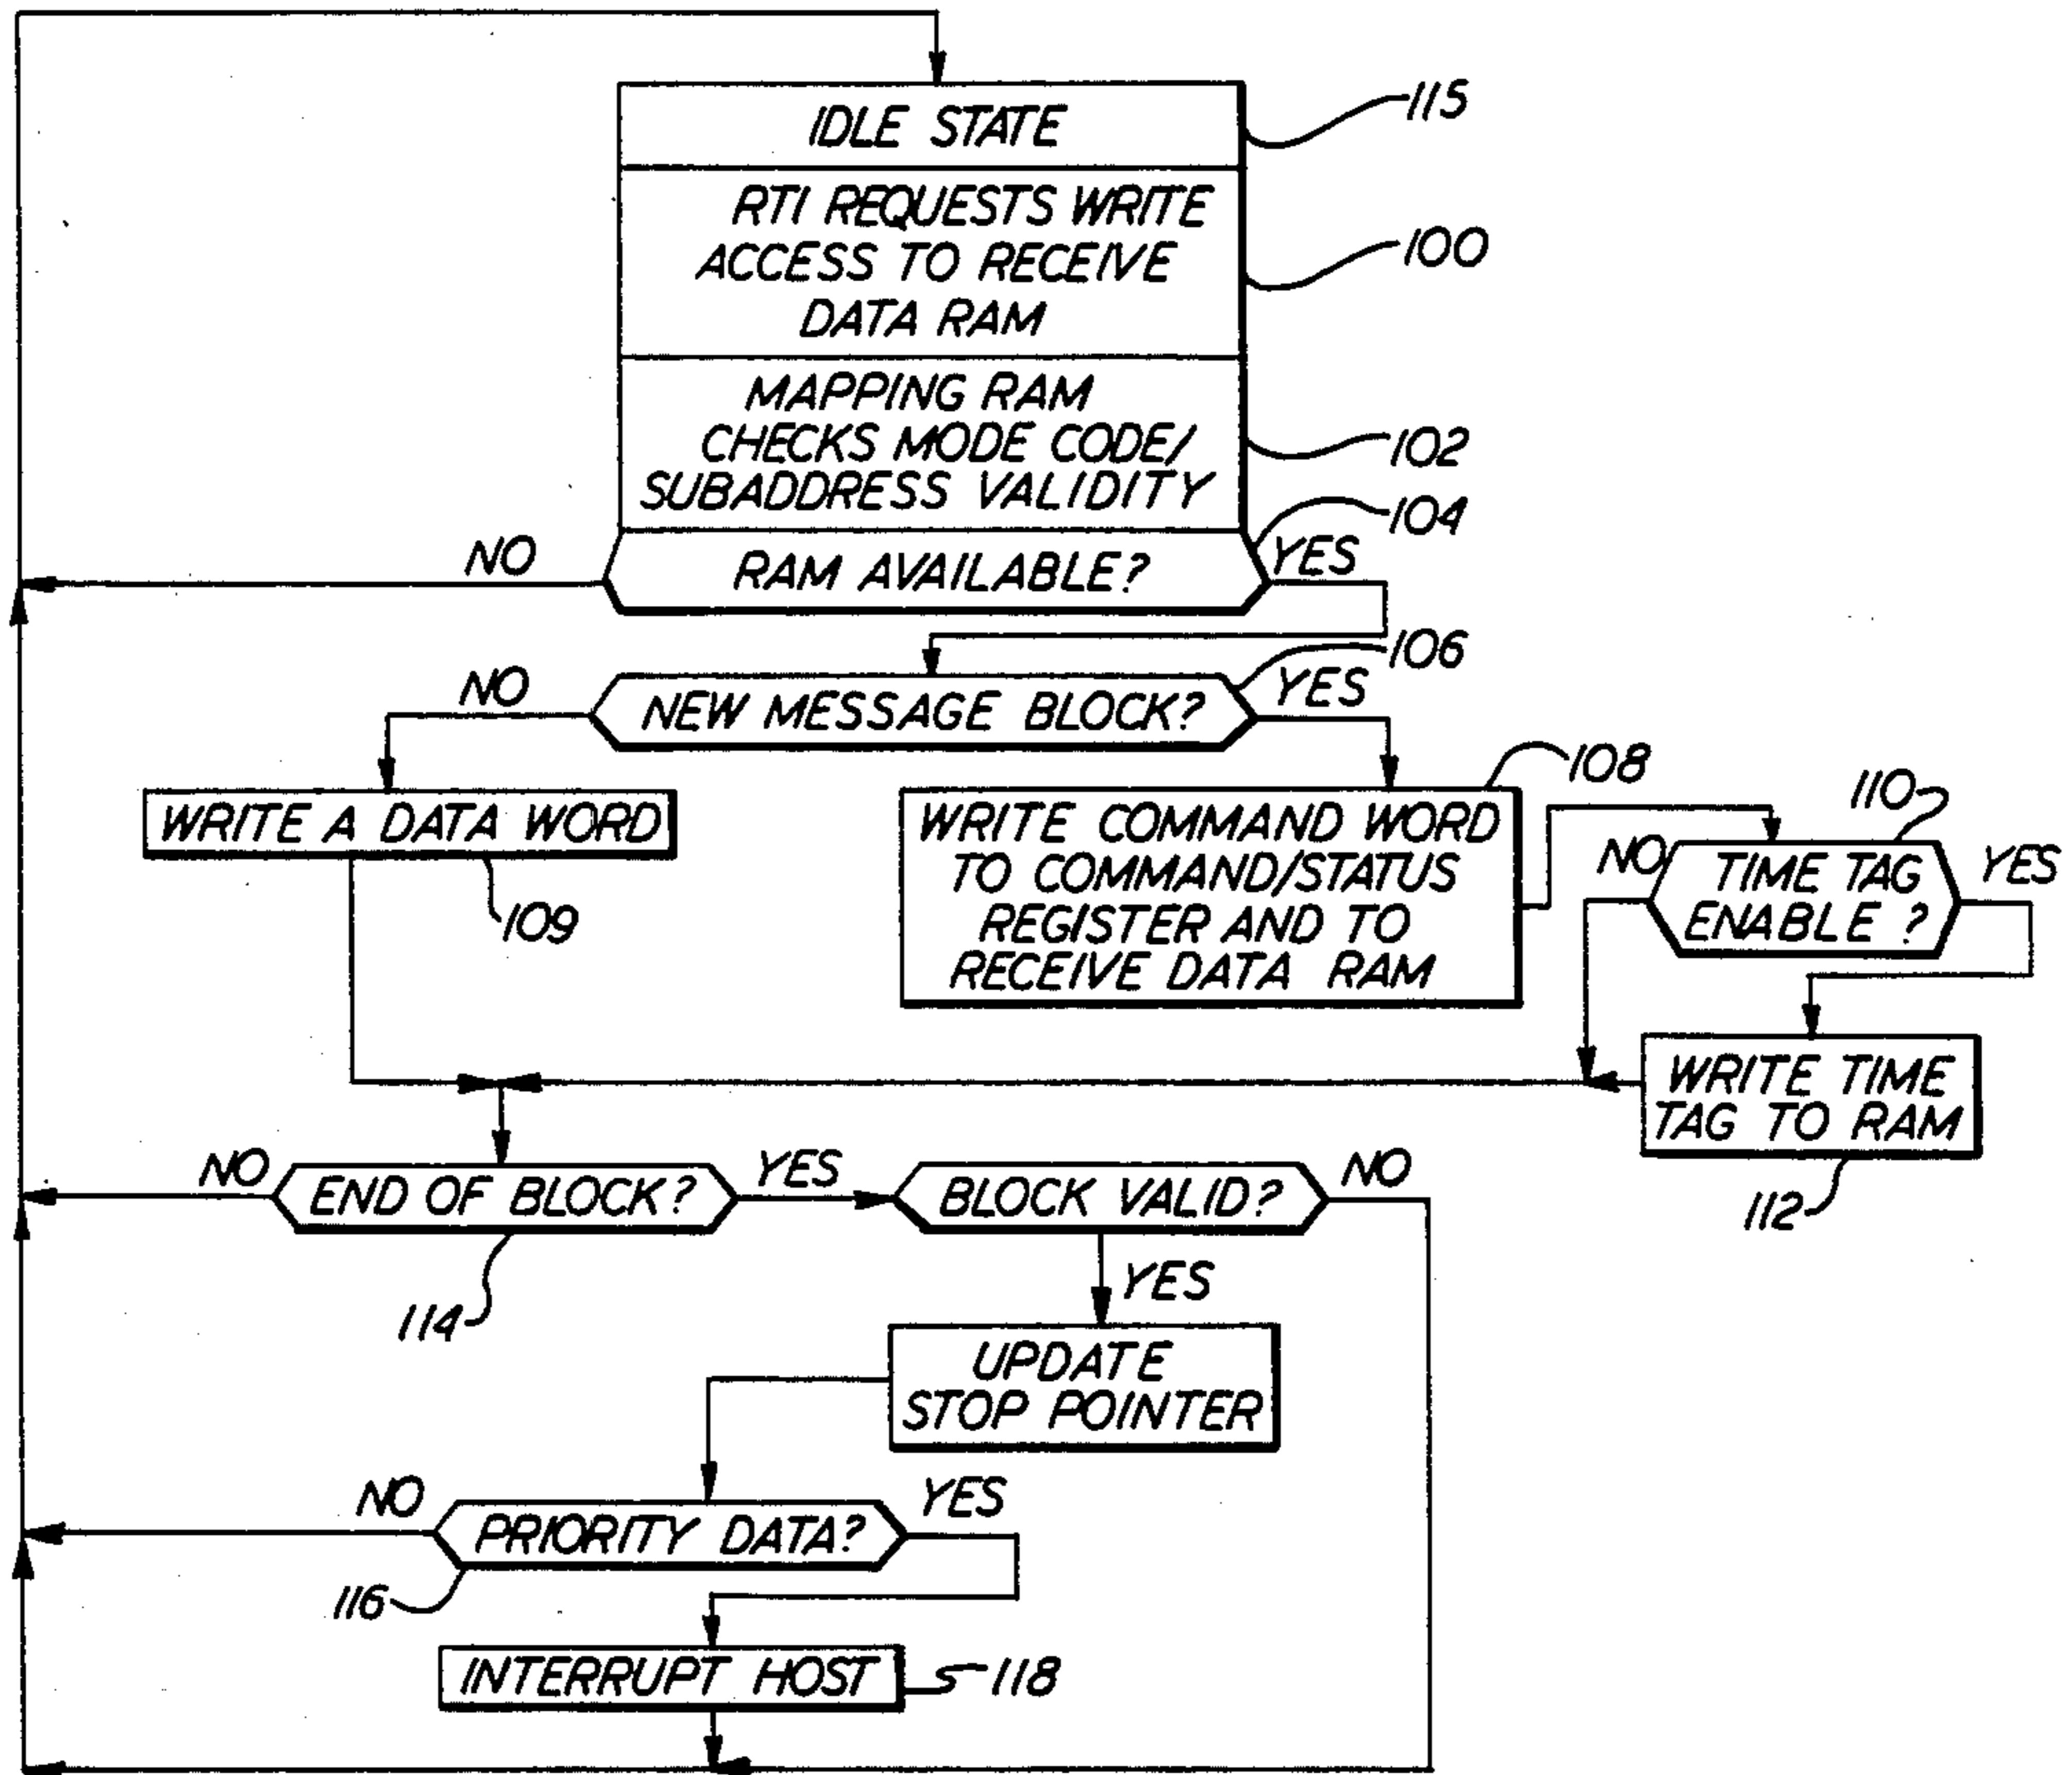 IDLE STATE
115
RTI REQUESTS WRITE
ACCESS TO RECEIVE
DATA RAM
100
MAPPING RAM
CHECKS MODE CODE/
SUBADDRESS VALIDITY
102
104
NO
RAM AVAILABLE?
YES
106
NO
NEW MESSAGE BLOCK?
YES
108
110
WRITE A DATA WORD
109
WRITE COMMAND WORD
TO COMMAND/STATUS
REGISTER AND TO
RECEIVE DATA RAM
NO
TIME TAG
ENABLE ?
YES
WRITE TIME
TAG TO RAM
112
NO
END OF BLOCK?
YES
114
BLOCK VALID?
NO
YES
UPDATE
STOP POINTER
NO
PRIORITY DATA?
YES
116
INTERRUPT HOST
118